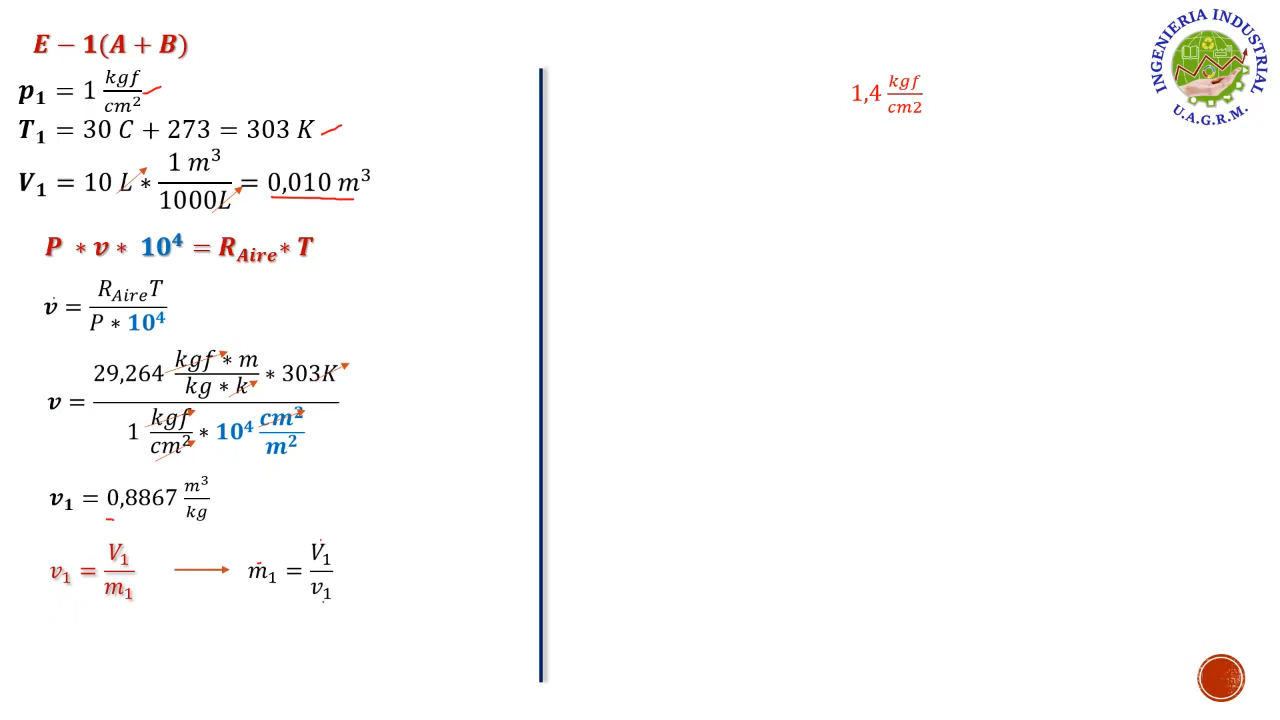 E − 1(A + B)
p₁ = 1 kgf/cm²
T₁ = 30 C + 273 = 303 K
V₁ = 10 L ∗ 1 m³/1000L = 0,010 m³
P ∗ v ∗ 10⁴ = R_Aire ∗ T
v = R_Aire T / P ∗ 10⁴
v = 29,264 kgf ∗ m/kg ∗ k ∗ 303K / 1 kgf/cm² ∗ 10⁴ cm²/m²
v₁ = 0,8867 m³/kg
v₁ = V₁/m₁ → m₁ = V₁/v₁
1,4 kgf/cm2
INGENIERIA INDUSTRIAL
U.A.G.R.M.